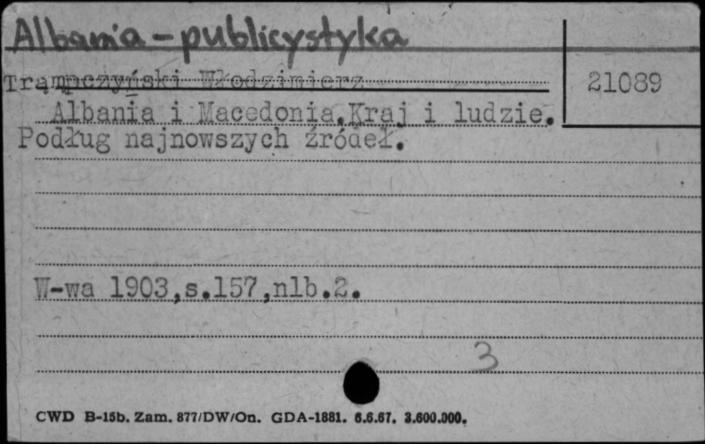 Albania – publicystyka
Trąmpczyński Włodzimierz
21089
Albania i Macedonia.Kraj i ludzie.
Podług najnowszych źródeł.
W-wa 1903,s.157,nlb.2.
3
CWD B-15b. Zam. 877/DW/On. GDA-1881. 6.6.67. 3.600.000.